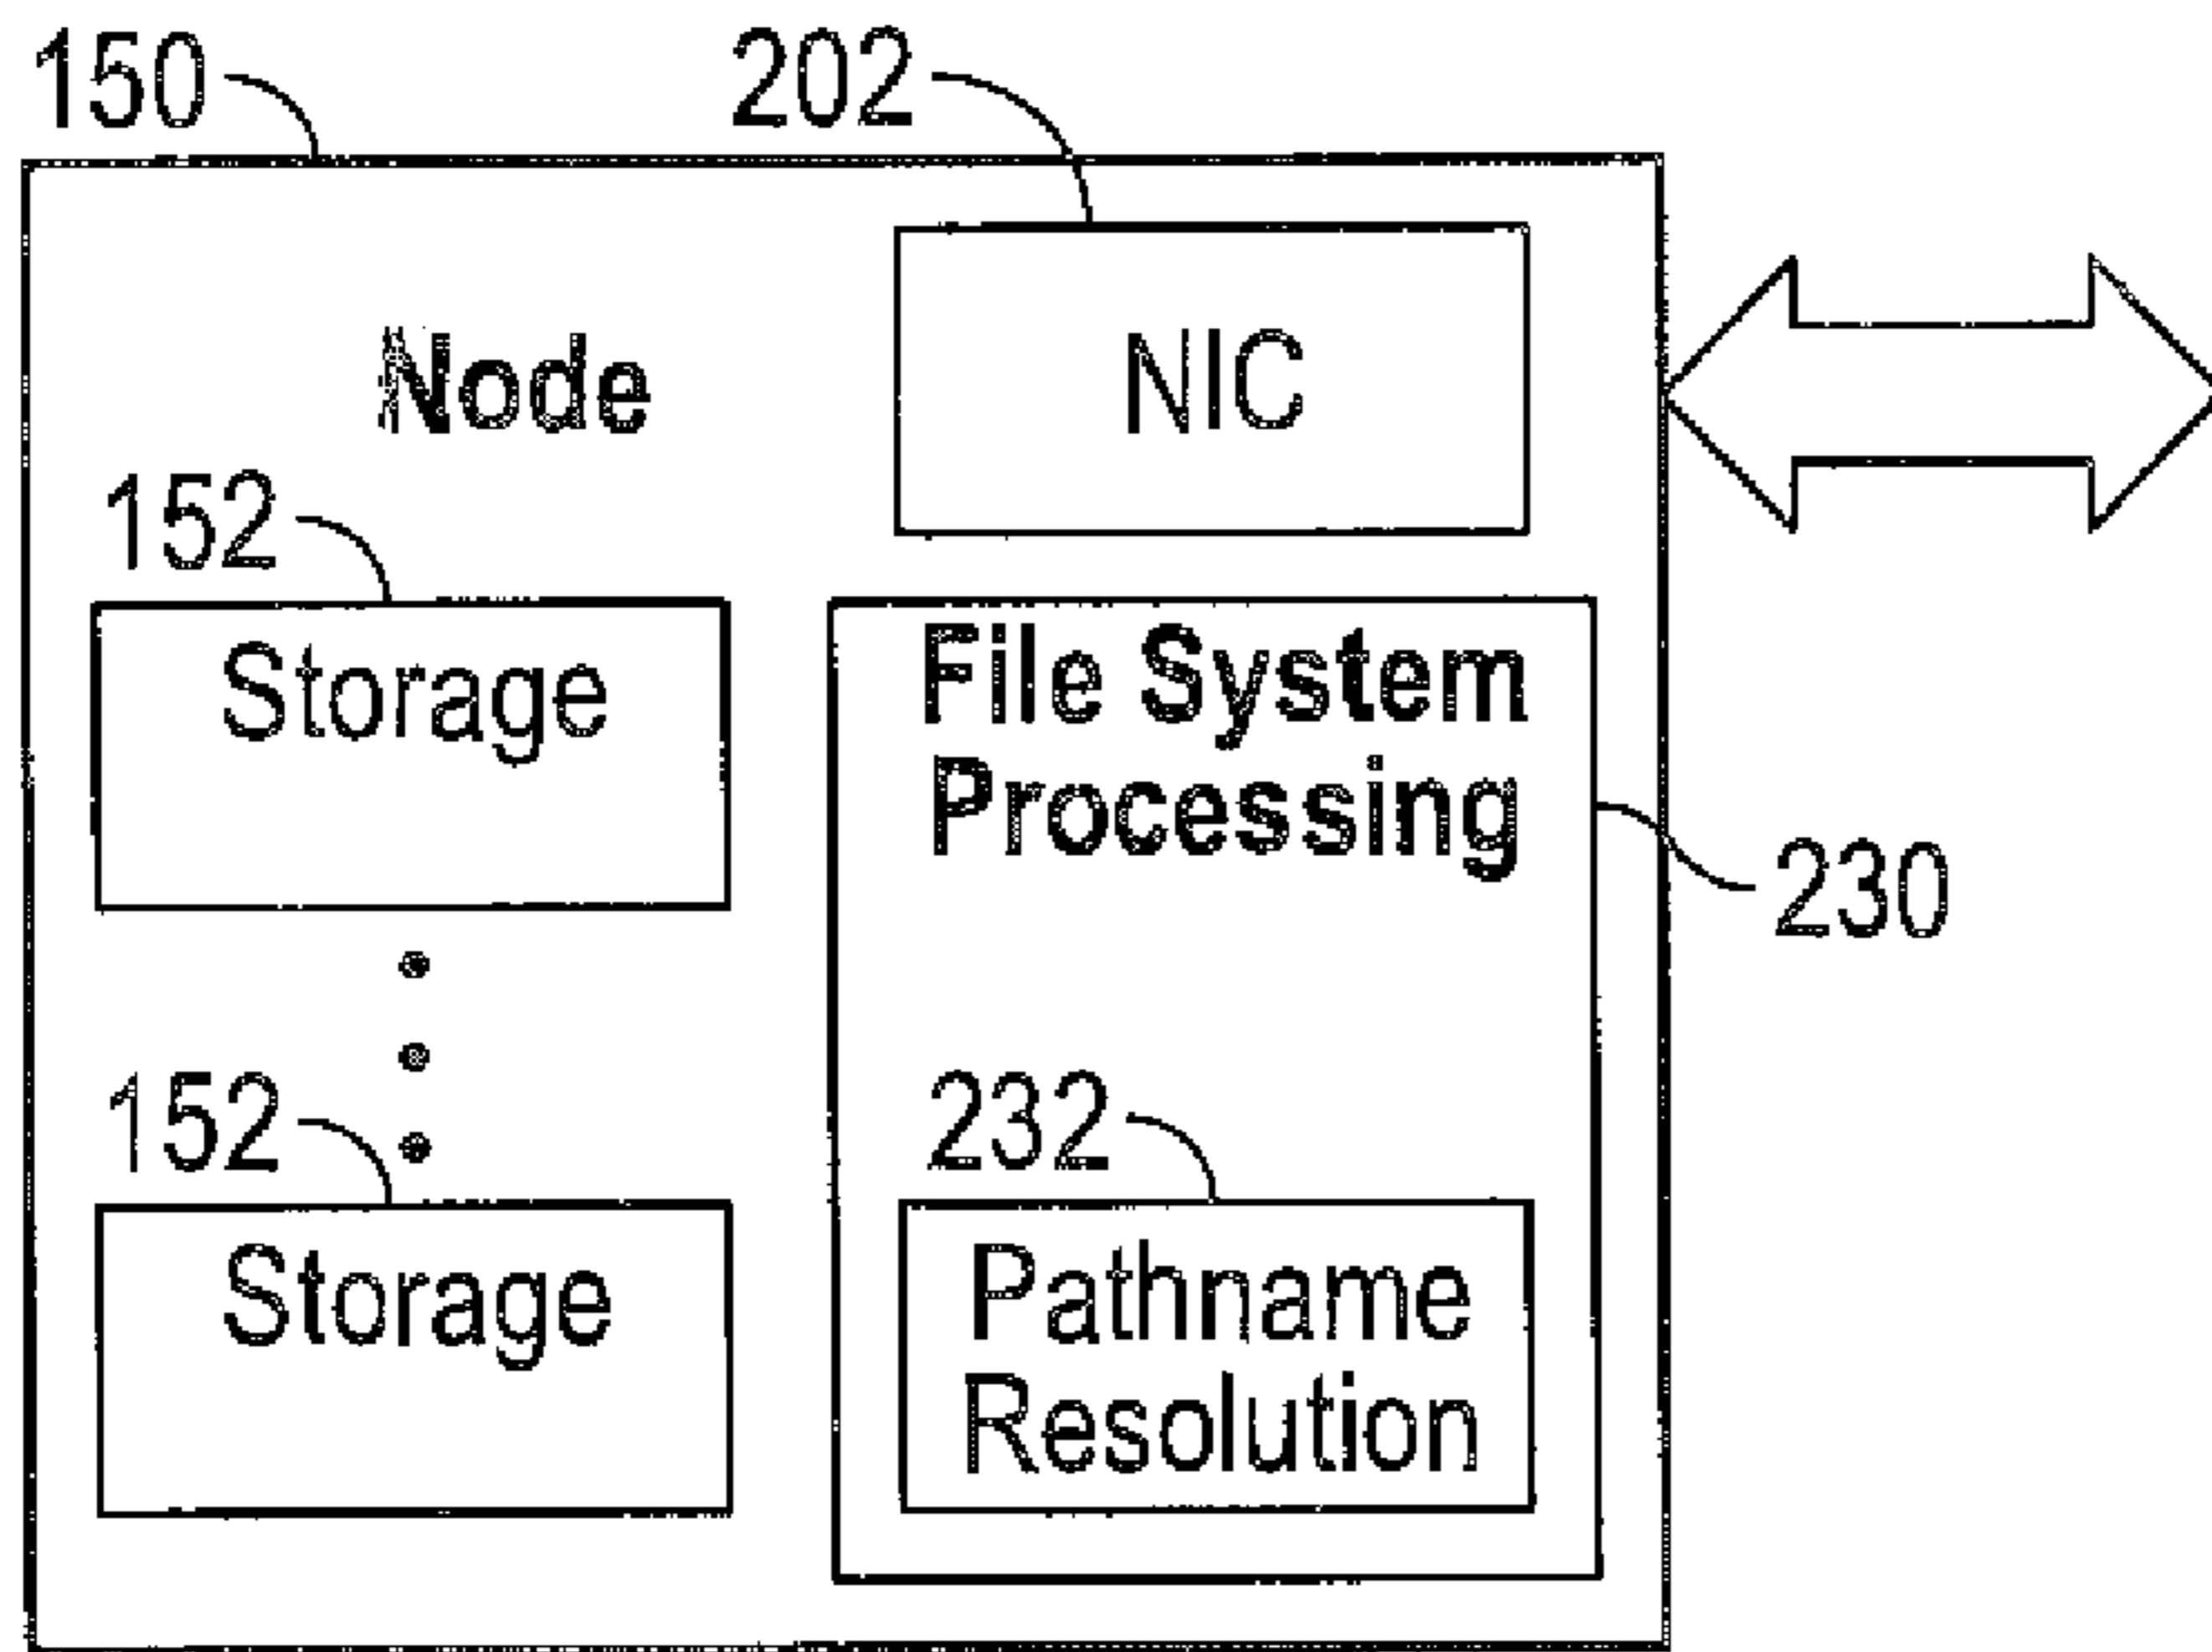 150
202
Node
NIC
152
Storage
File System
Processing
230
152
232
Storage
Pathname
Resolution